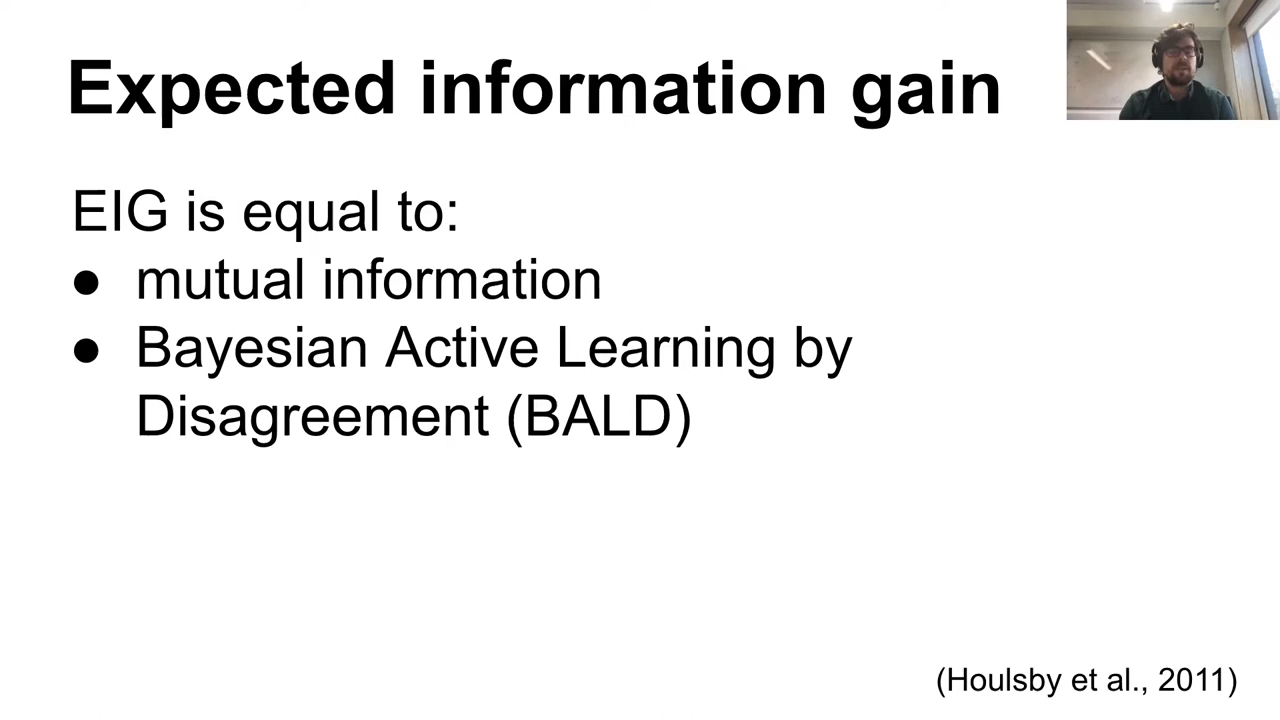 Expected information gain
EIG is equal to:
● mutual information
● Bayesian Active Learning by
Disagreement (BALD)
(Houlsby et al., 2011)